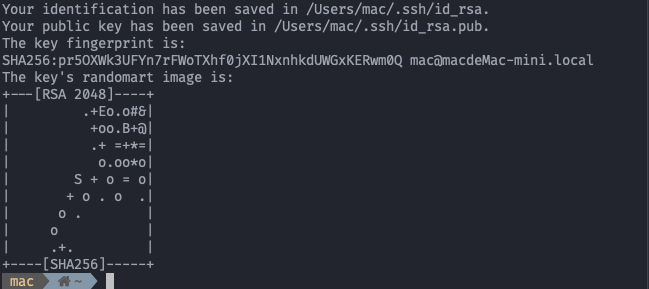 Your identification has been saved in /Users/mac/.ssh/id_rsa.
Your public key has been saved in /Users/mac/.ssh/id_rsa.pub.
The key fingerprint is:
SHA256:pr5OXWk3UFYn7rFWoTXhf0jXI1NxnhkdUWGxKERwm0Q mac@macdeMac-mini.local
The key's randomart image is:
+---[RSA 2048]----+
|         .+Eo.o#&|
|          +oo.B+@|
|          .+ =+*=|
|           o.oo*o|
|        S + o = o|
|       + o . o  .|
|      o .        |
|     o           |
|     .+.         |
+----[SHA256]-----+
mac ~